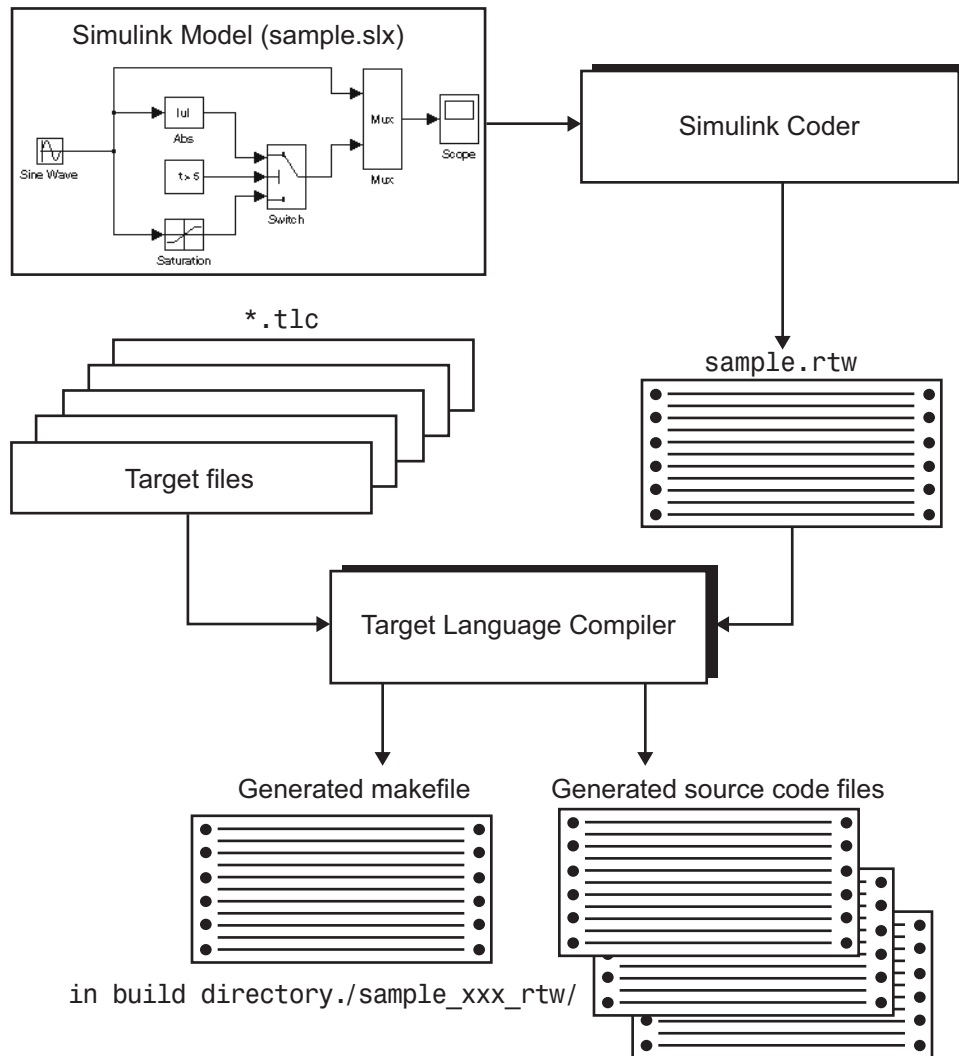 Simulink Model (sample.slx)
|u|
Abs
Sine Wave
t>5
Switch
Saturation
Mux
Mux
Scope
Simulink Coder
*.tlc
Target files
sample.rtw
Target Language Compiler
Generated makefile
Generated source code files
in build directory./sample_xxx_rtw/